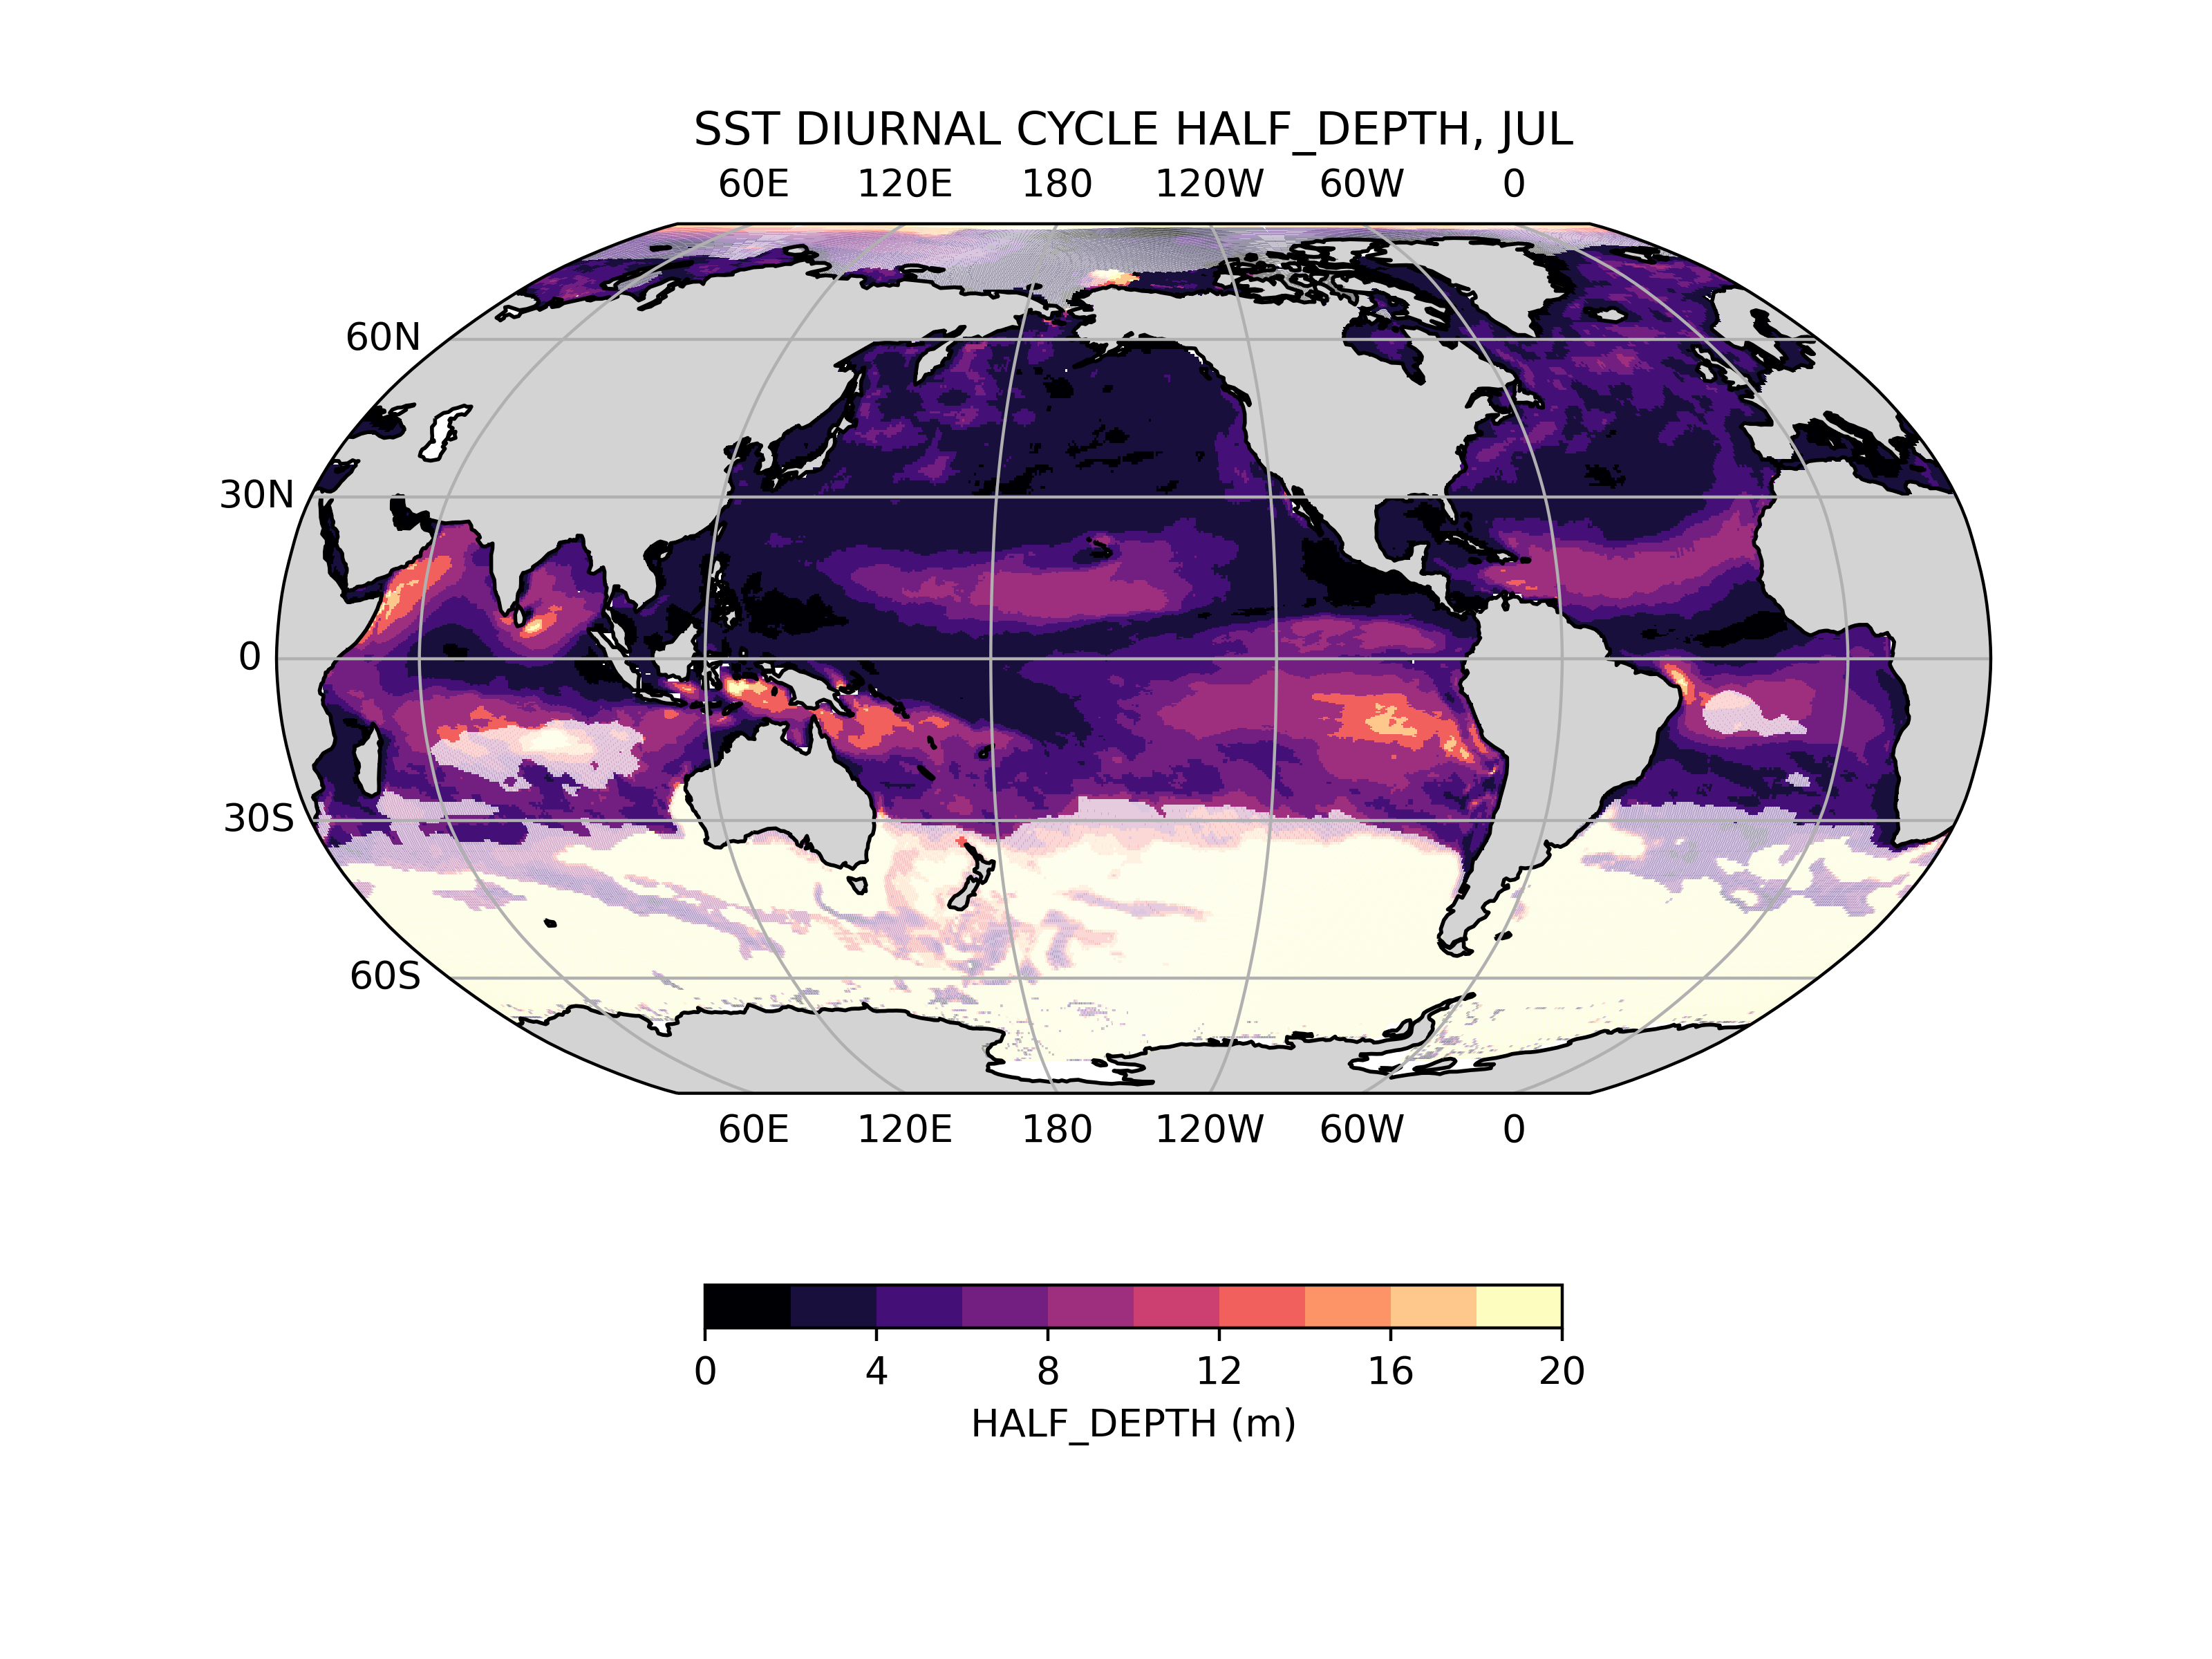 SST DIURNAL CYCLE HALF_DEPTH, JUL
60E 120E 180 120W 60W 0
60N
30N
0
30S
60S
60E 120E 180 120W 60W 0
0 4 8 12 16 20
HALF_DEPTH (m)